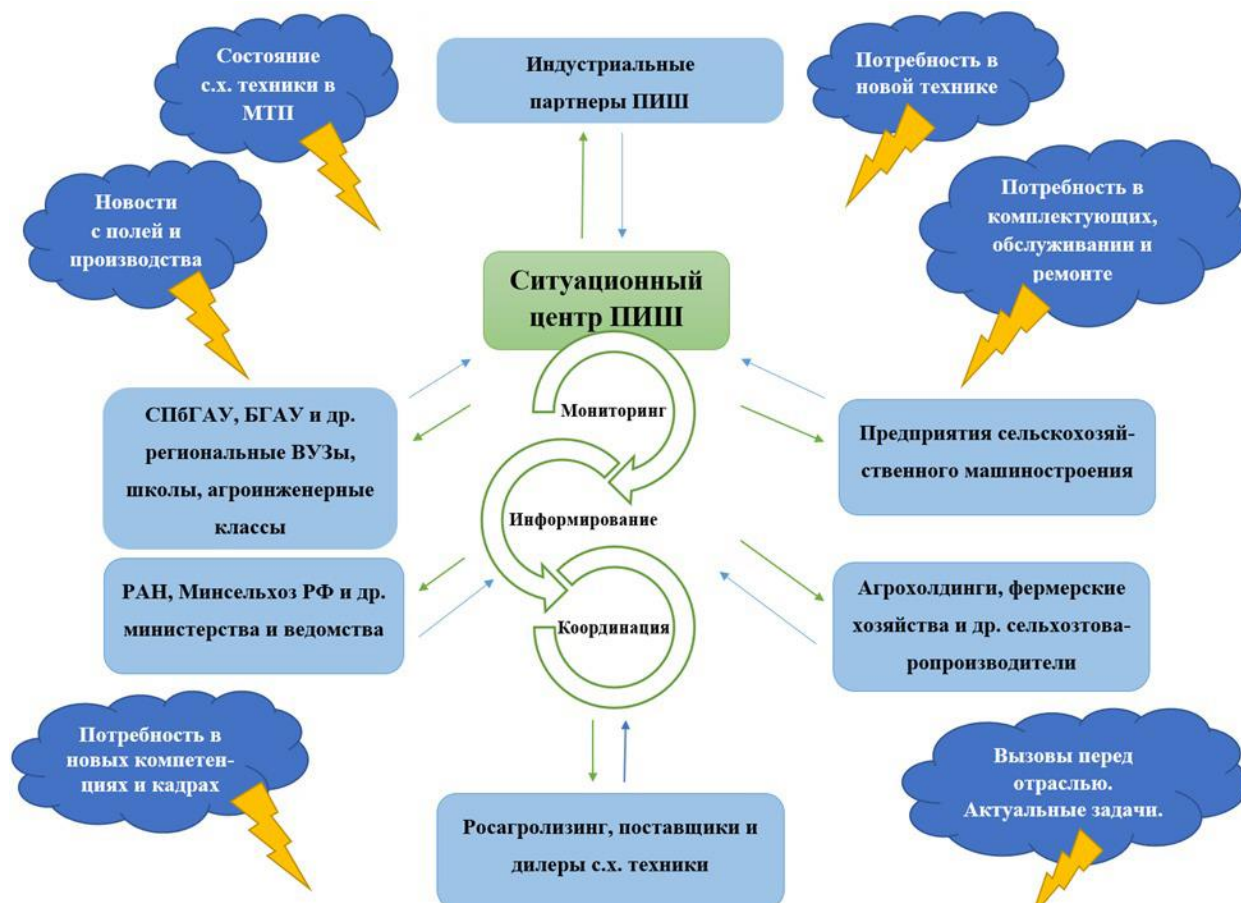 Состояние
с.х. техники в
МТП
Индустриальные
партнеры ПИШ
Потребность в
новой технике
Новости
с полей и
производства
Потребность в
комплектующих,
обслуживании и
ремонте
Ситуационный
центр ПИШ
Мониторинг
СПбГАУ, БГАУ и др.
региональные ВУЗы,
школы, агроинженерные
классы
Предприятия сельскохозяй-
ственного машиностроения
Информирование
РАН, Минсельхоз РФ и др.
министерства и ведомства
Агрохолдинги, фермерские
хозяйства и др. сельхозтова-
ропроизводители
Координация
Потребность в
новых компетен-
циях и кадрах
Вызовы перед
отраслью.
Актуальные задачи.
Росагролизинг, поставщики и
дилеры с.х. техники